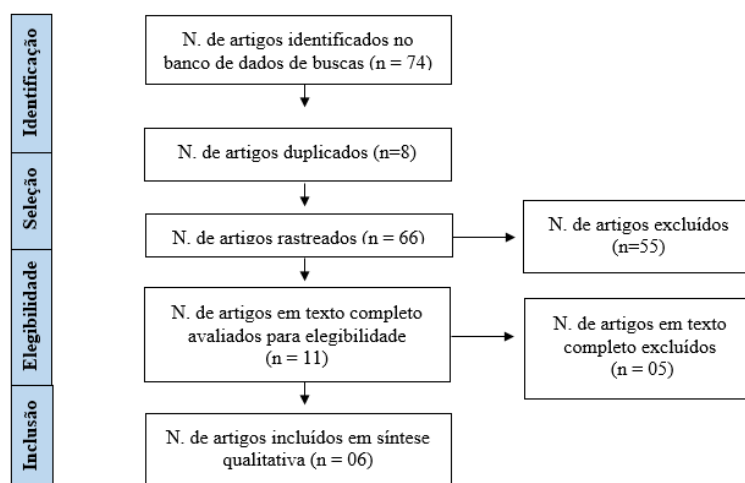 Identificação
N. de artigos identificados no
banco de dados de buscas (n = 74)
N. de artigos duplicados (n=8)
Seleção
N. de artigos rastreados (n = 66)
N. de artigos excluídos
(n=55)
Elegibilidade
N. de artigos em texto completo
avaliados para elegibilidade
(n = 11)
N. de artigos em texto
completo excluídos
(n = 05)
Inclusão
N. de artigos incluídos em síntese
qualitativa (n = 06)